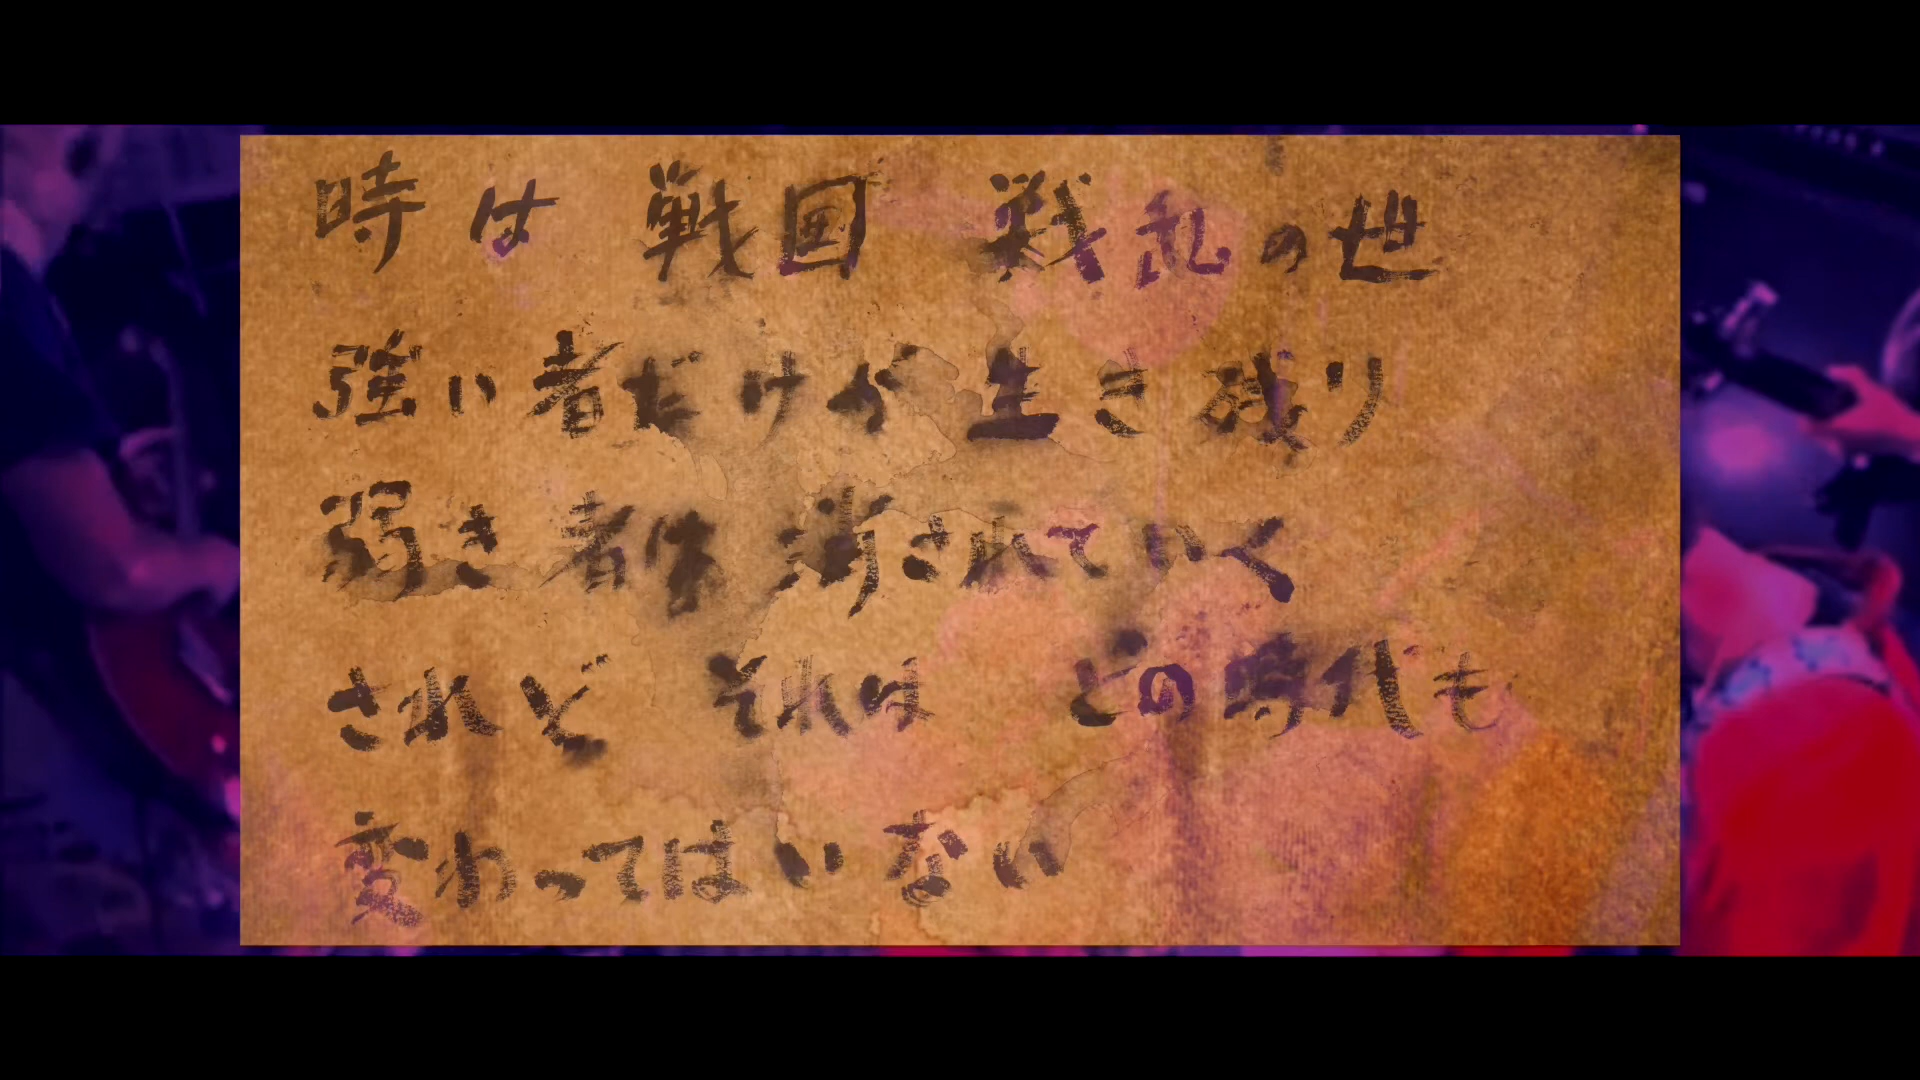 時は 戦国 戦乱の世
強い者だけが生き残り
弱き者は 消されていく
されど それは どの時代も
変わってはいない